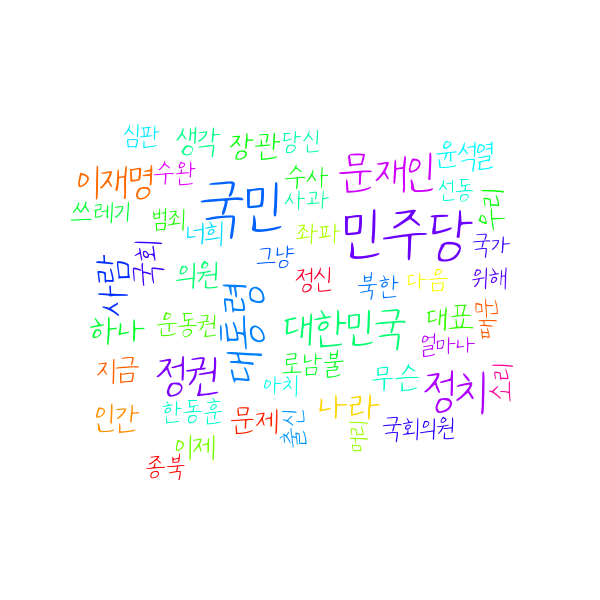 심판
생각
장관
당신
윤석열
이재명
수완
수사
문재인
쓰레기
범죄
너희
국민
사과
선동
우리
좌파
민주당
국가
사람
국회
의원
그냥
정신
북한
다음
위해
하나
운동권
대통령
대한민국
대표
때문
얼마나
지금
정권
로남불
아치
무슨
정치
소리
인간
한동훈
문제
출신
나라
머리
국회의원
이제
종북